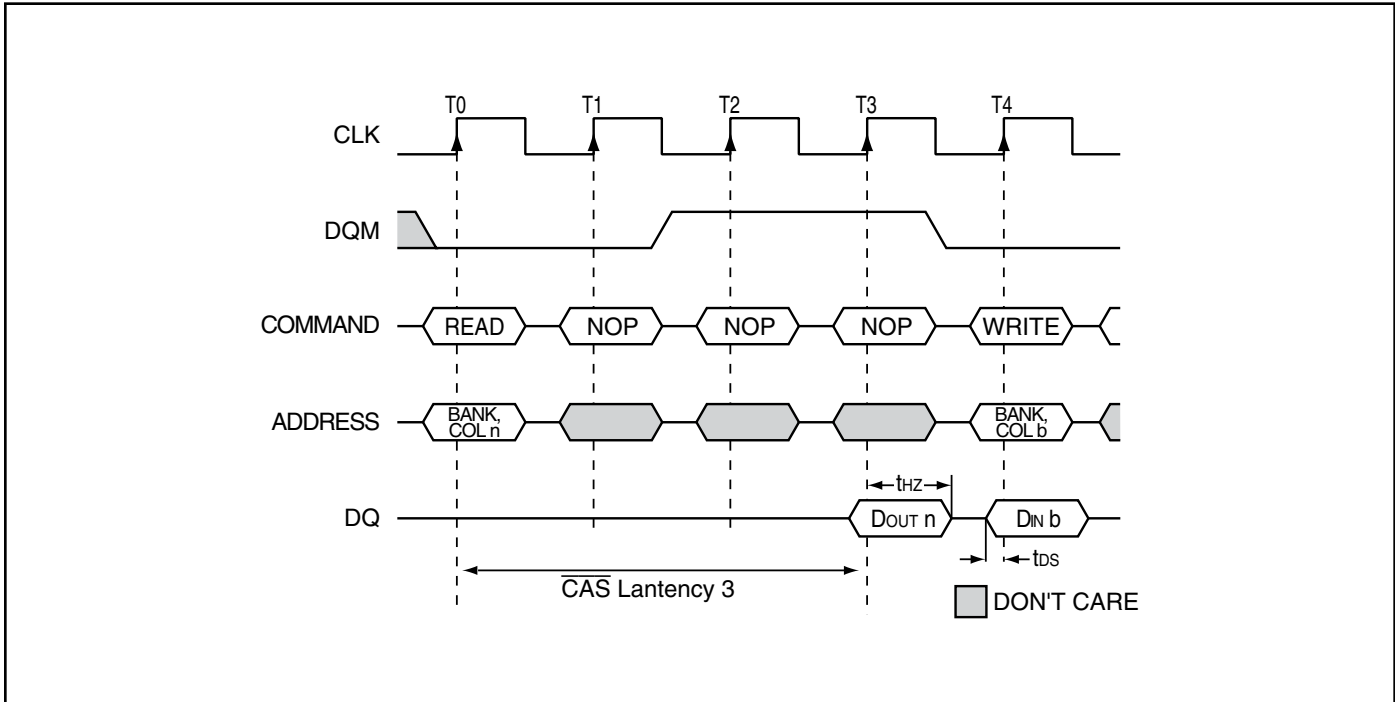 T0 T1 T2 T3 T4
CLK
DQM
COMMAND READ NOP NOP NOP WRITE
ADDRESS BANK, COL n BANK, COL b
tHZ
DQ DOUT n DIN b
tDS
CAS Lantency 3
DON'T CARE